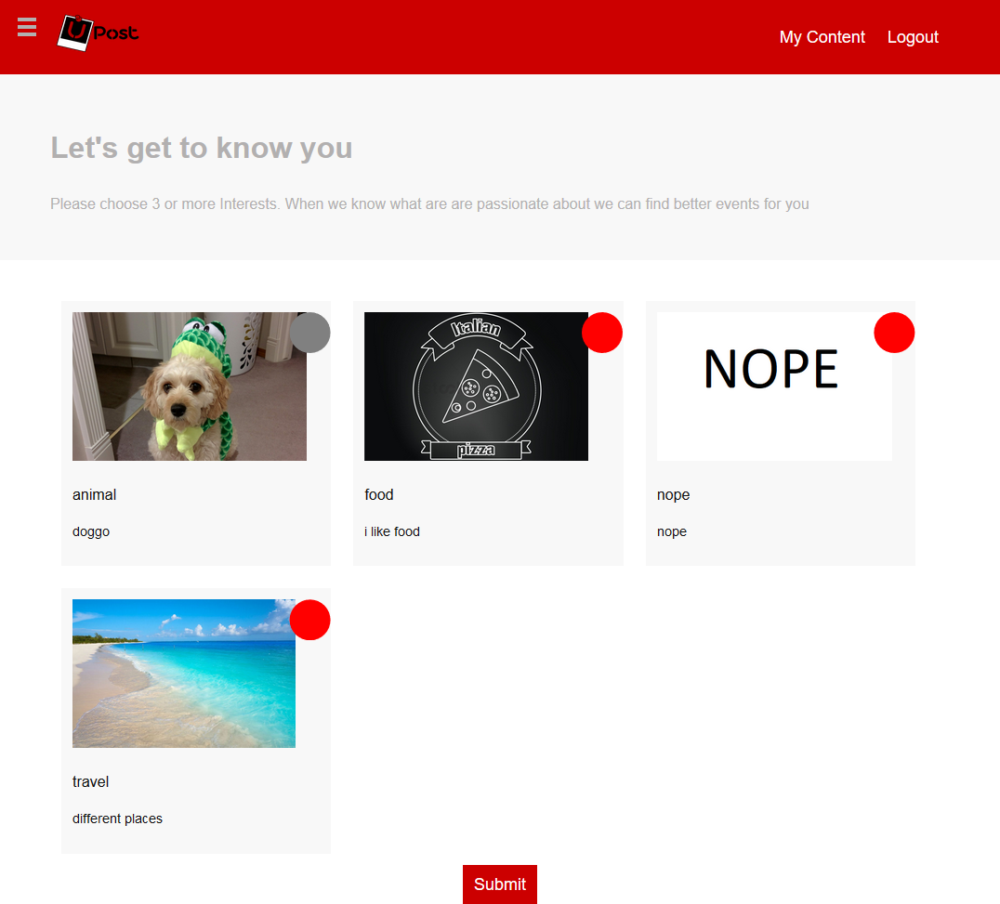 U Post
My Content Logout
Let's get to know you
Please choose 3 or more Interests. When we know what are are passionate about we can find better events for you
Italian
pizza
NOPE
animal
food
nope
doggo
i like food
nope
travel
different places
Submit